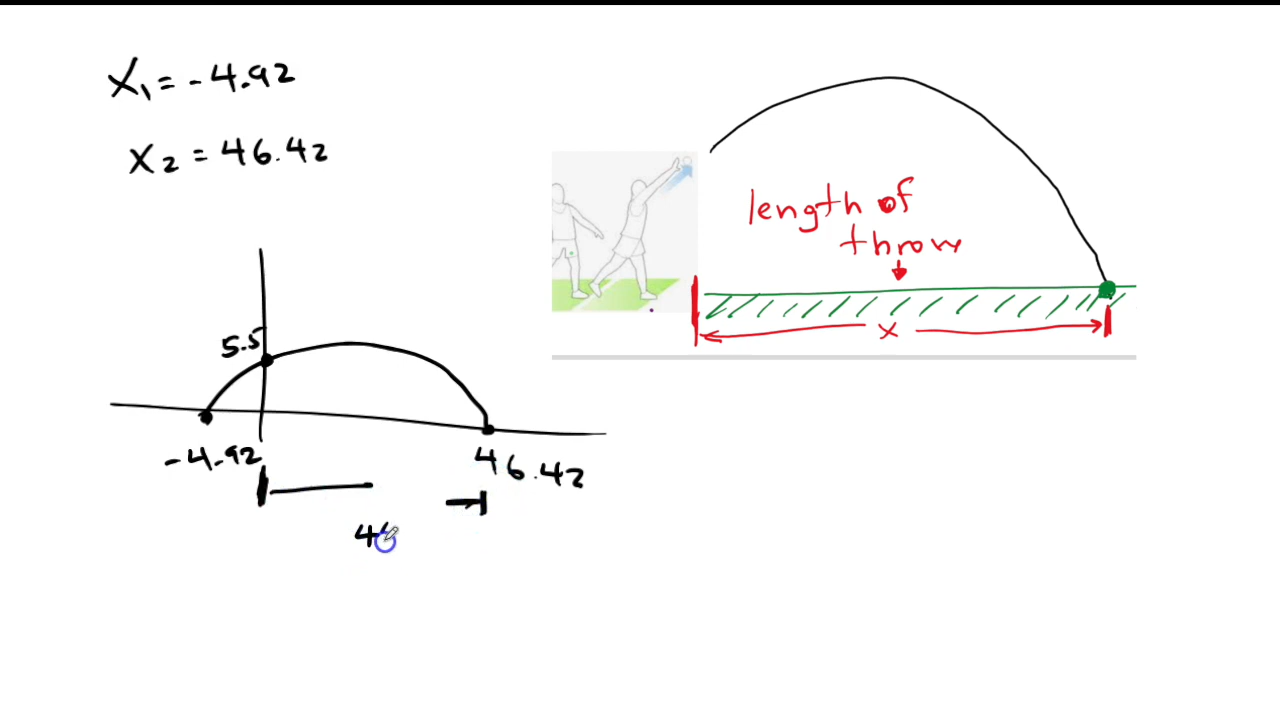 X₁ = -4.92
X₂ = 46.42
length of
throw
x
5.5
-4.92
46.42